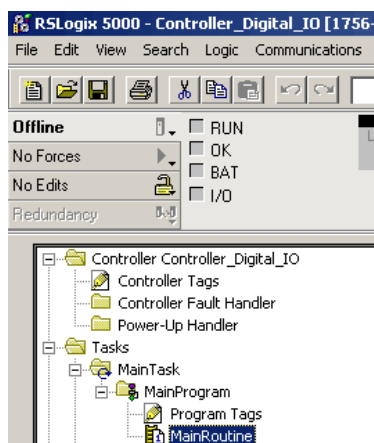 RSLogix 5000 - Controller_Digital_IO [1756-
File Edit View Search Logic Communications
Offline
RUN
No Forces
OK
BAT
No Edits
I/O
Redundancy
Controller Controller_Digital_IO
Controller Tags
Controller Fault Handler
Power-Up Handler
Tasks
MainTask
MainProgram
Program Tags
MainRoutine